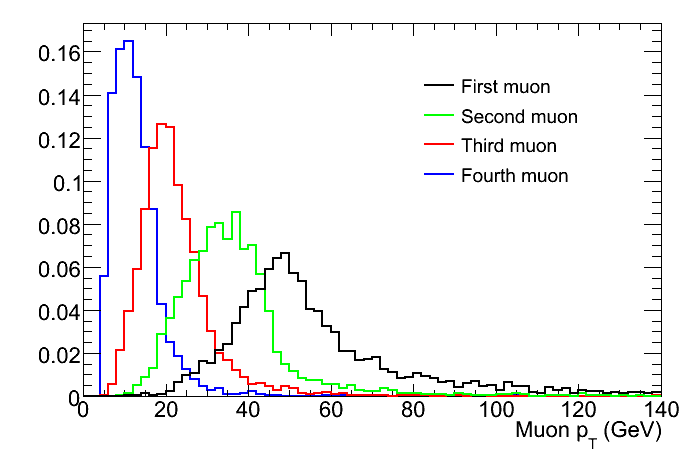 0.16
0.14
0.12
0.1
0.08
0.06
0.04
0.02
0
First muon
Second muon
Third muon
Fourth muon
0 20 40 60 80 100 120 140
Muon p_T (GeV)